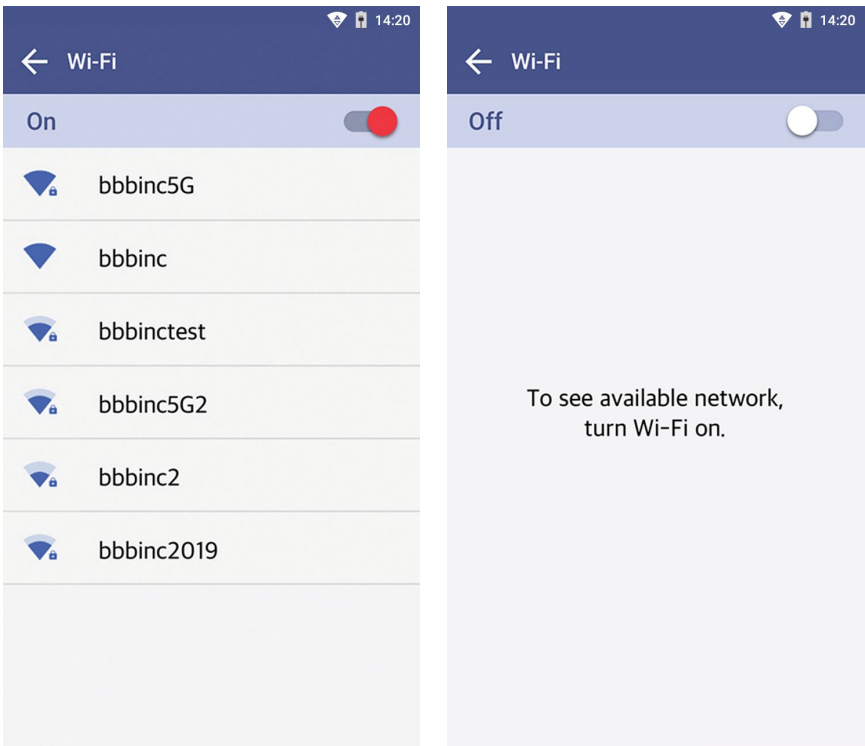 14:20
Wi-Fi
On
bbbinc5G
bbbinc
bbbinctest
bbbinc5G2
bbbinc2
bbbinc2019
14:20
Wi-Fi
Off
To see available network,
turn Wi-Fi on.